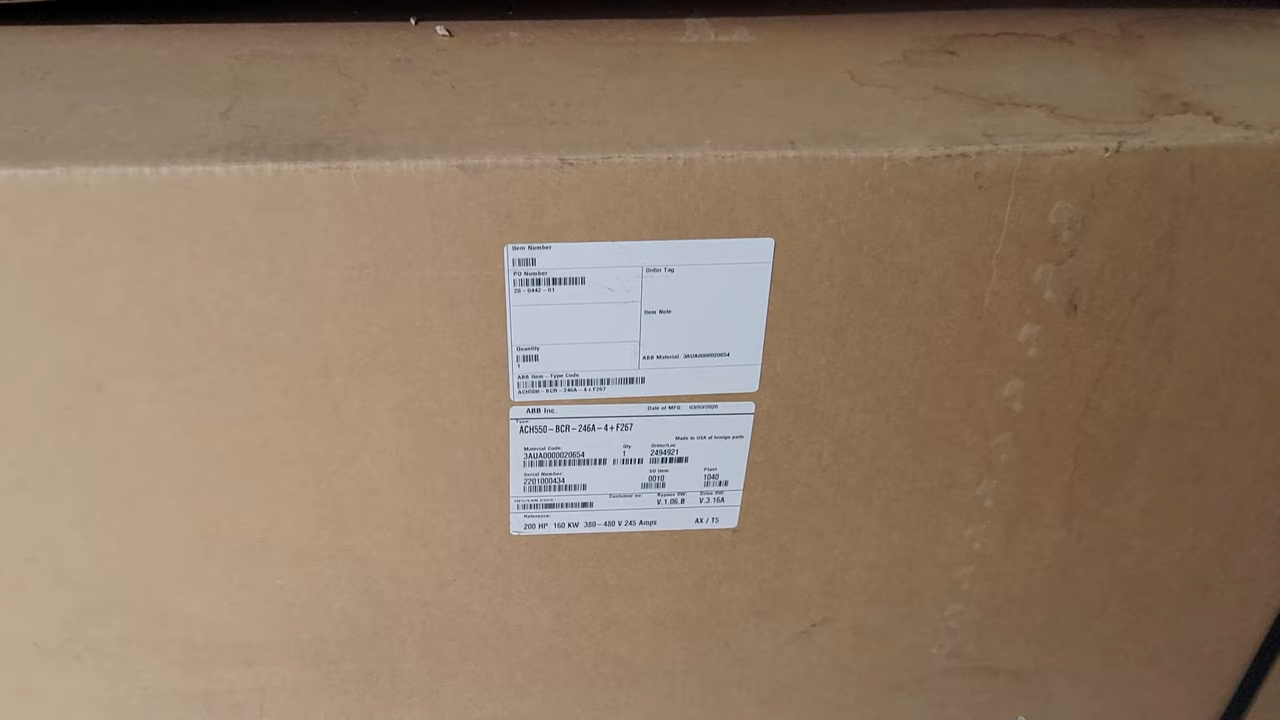 Item Number
PO Number
20-0442-01
Order Tag
Item Note
Quantity
1
ABB Material: 3AUA0000020654
ABB Item-Type Code
ACH550-BCR-246A-4+F267
ABB Inc.
Date of MFG: 03/03/2020
Type:
ACH550-BCR-246A-4+F267
Made in USA of foreign parts
Material Code: Qty Order/Loc
3AUA0000020654 1 2494921
Serial Number: SO Item Plant
2201000434 0010 1040
Customer no. Bypass SW: Drive SW:
V.1.06.B V.3.16A
Reference:
200 HP 160 KW 380-480 V 245 Amps AX / T5